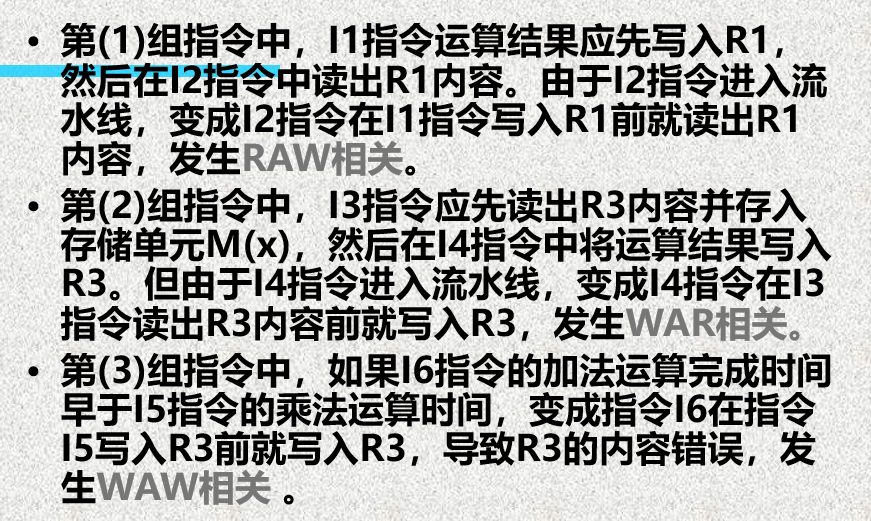 • 第(1)组指令中，I1指令运算结果应先写入R1，
然后在I2指令中读出R1内容。由于I2指令进入流
水线，变成I2指令在I1指令写入R1前就读出R1
内容，发生RAW相关。
• 第(2)组指令中，I3指令应先读出R3内容并存入
存储单元M(x)，然后在I4指令中将运算结果写入
R3。但由于I4指令进入流水线，变成I4指令在I3
指令读出R3内容前就写入R3，发生WAR相关。
• 第(3)组指令中，如果I6指令的加法运算完成时间
早于I5指令的乘法运算时间，变成指令I6在指令
I5写入R3前就写入R3，导致R3的内容错误，发
生WAW相关 。